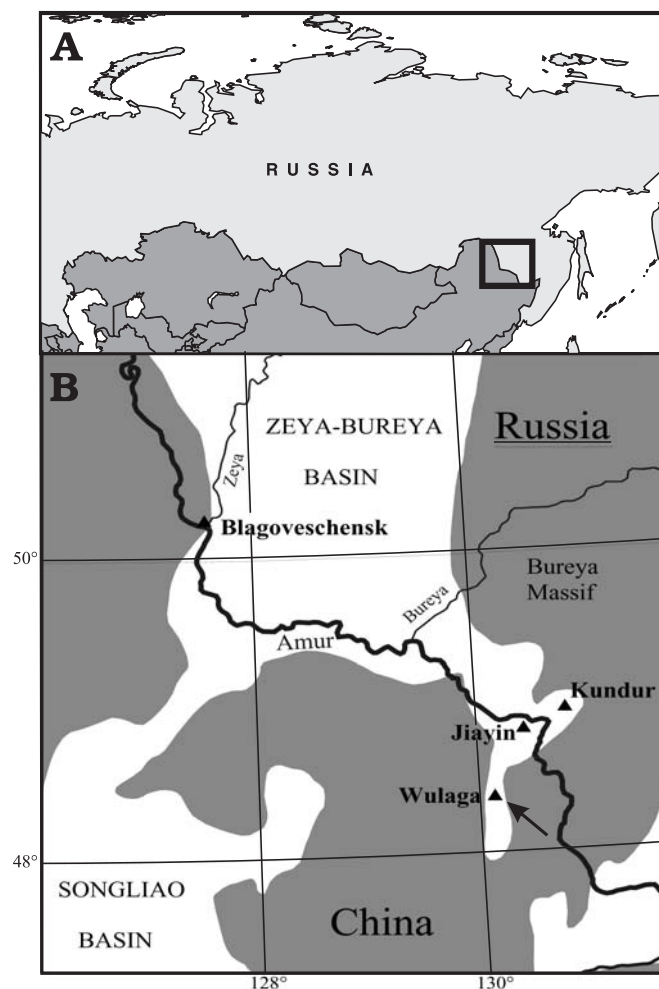 A
RUSSIA
B
ZEYA-BUREYA
BASIN
Russia
Zeya
Blagoveschensk
50°
Bureya
Massif
Bureya
Amur
Kundur
Jiayin
Wulaga
48°
SONGLIAO
BASIN
China
128°
130°